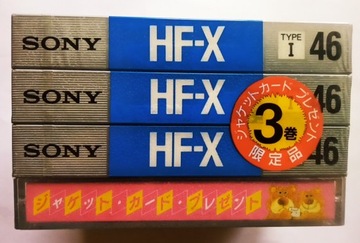 SONY HF-X TYPE I 46
SONY HF-X 46
SONY HF-X 46
ジャケットカード プレゼント
3巻
限定品
ジャケット・カード・プレゼント